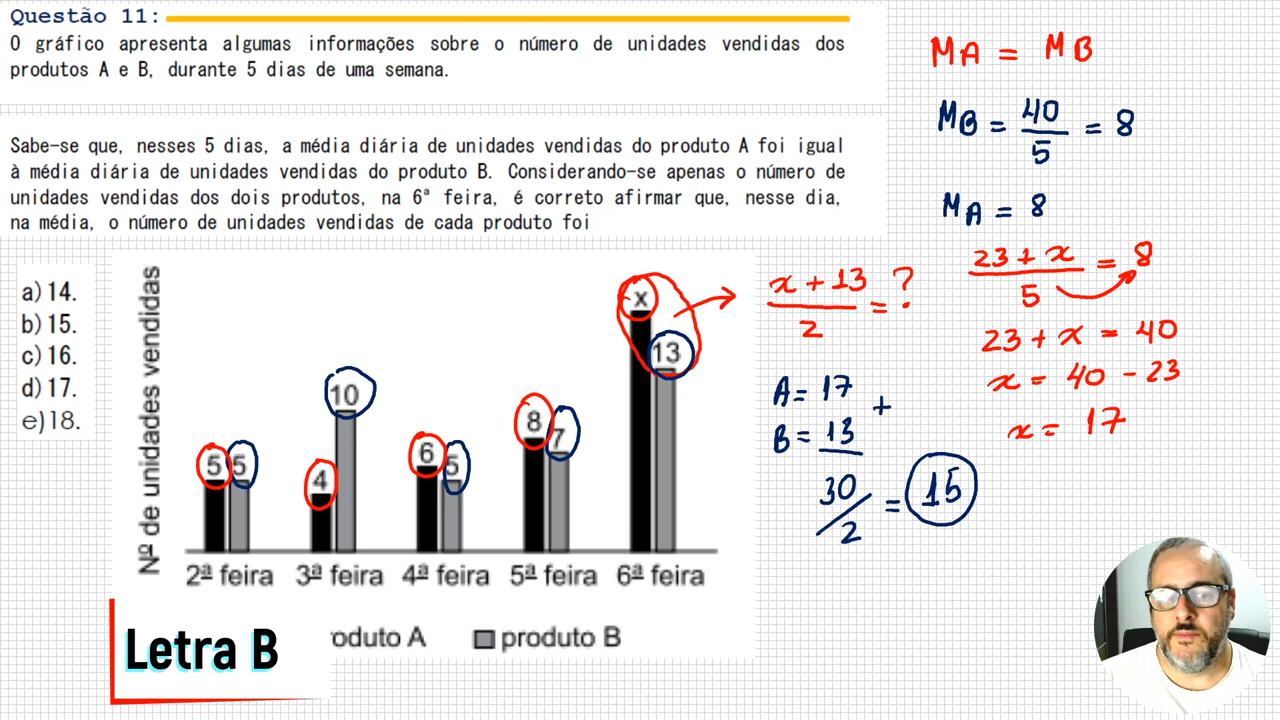 Questão 11:
O gráfico apresenta algumas informações sobre o número de unidades vendidas dos
produtos A e B, durante 5 dias de uma semana.
Sabe-se que, nesses 5 dias, a média diária de unidades vendidas do produto A foi igual
à média diária de unidades vendidas do produto B. Considerando-se apenas o número de
unidades vendidas dos dois produtos, na 6ª feira, é correto afirmar que, nesse dia,
na média, o número de unidades vendidas de cada produto foi
a) 14.
b) 15.
c) 16.
d) 17.
e) 18.
Nº de unidades vendidas
5 5
4 10
6 5
8 7
x 13
2ª feira 3ª feira 4ª feira 5ª feira 6ª feira
roduto A produto B
Letra B
x + 13
2
= ?
A = 17
+
B = 13
30
/2
= 15
MA = MB
MB = 40/5 = 8
MA = 8
23 + x
5
= 8
23 + x = 40
x = 40 - 23
x = 17